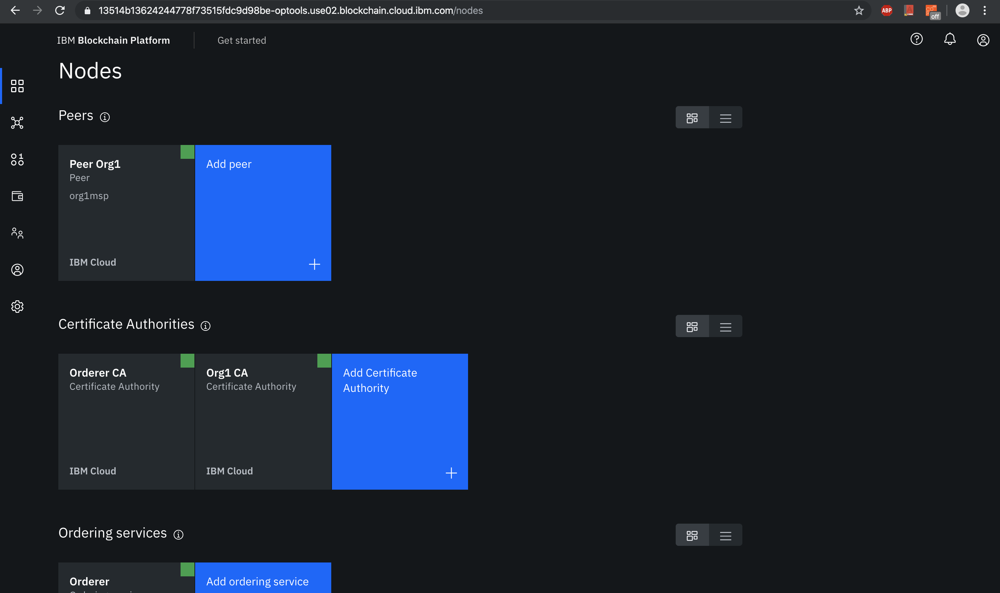 13514b13624244778f73515fdc9d98be-optools.use02.blockchain.cloud.ibm.com/nodes
ABP
off
IBM Blockchain Platform
Get started
Nodes
Peers
Peer Org1
Peer
org1msp
IBM Cloud
Add peer
Certificate Authorities
Orderer CA
Certificate Authority
IBM Cloud
Org1 CA
Certificate Authority
IBM Cloud
Add Certificate
Authority
Ordering services
Orderer
Add ordering service